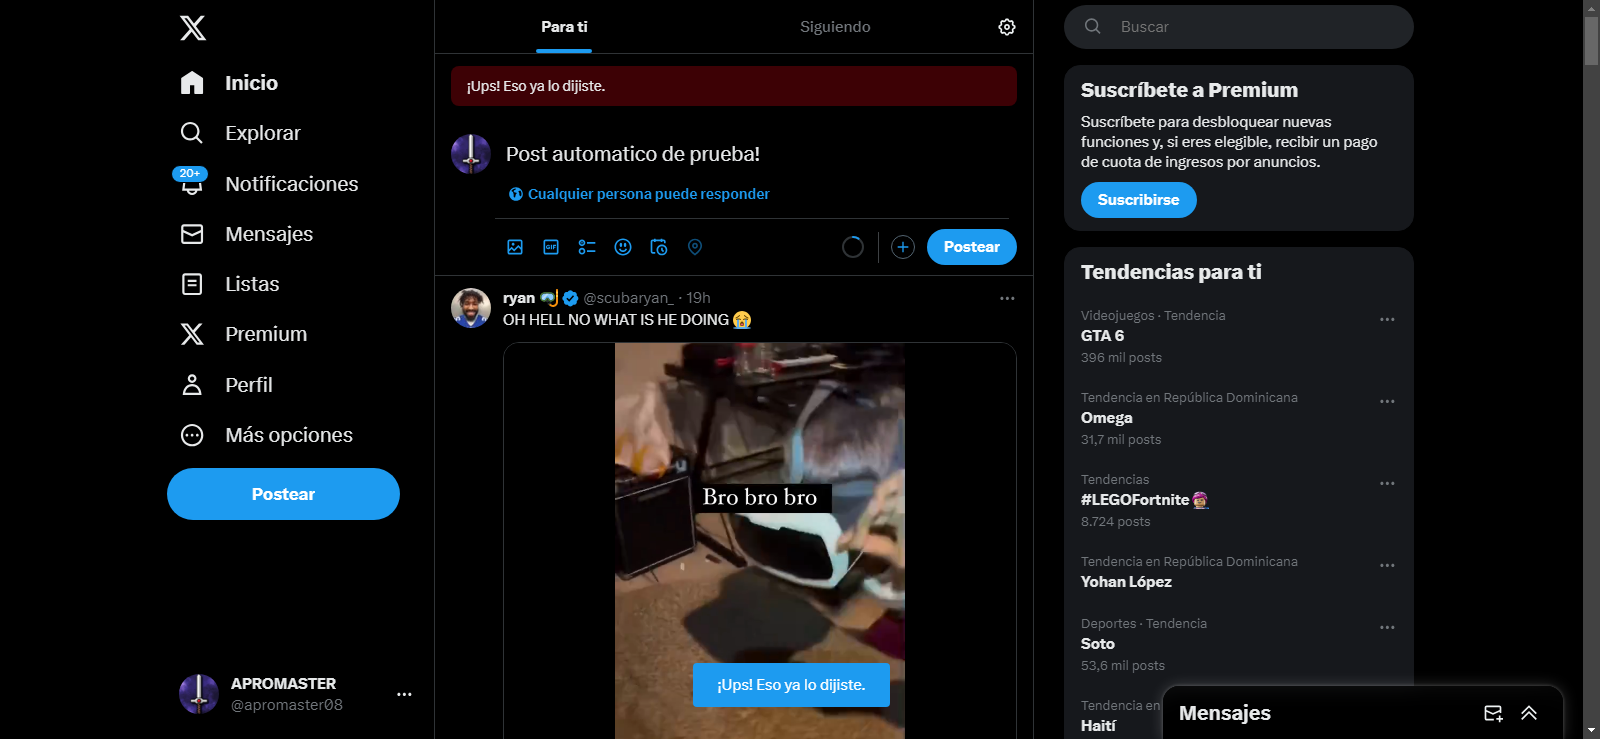 Inicio
Explorar
20+
Notificaciones
Mensajes
Listas
Premium
Perfil
Más opciones
Postear
APROMASTER
@apromaster08
Para ti
Siguiendo
¡Ups! Eso ya lo dijiste.
Post automatico de prueba!
Cualquier persona puede responder
GIF
Postear
ryan 🤿 @scubaryan_ · 19h
OH HELL NO WHAT IS HE DOING 😭
Bro bro bro
¡Ups! Eso ya lo dijiste.
Buscar
Suscríbete a Premium
Suscríbete para desbloquear nuevas
funciones y, si eres elegible, recibir un pago
de cuota de ingresos por anuncios.
Suscribirse
Tendencias para ti
Videojuegos · Tendencia
GTA 6
396 mil posts
Tendencia en República Dominicana
Omega
31,7 mil posts
Tendencias
#LEGOFortnite
8.724 posts
Tendencia en República Dominicana
Yohan López
Deportes · Tendencia
Soto
53,6 mil posts
Tendencia en
Haití
Mensajes